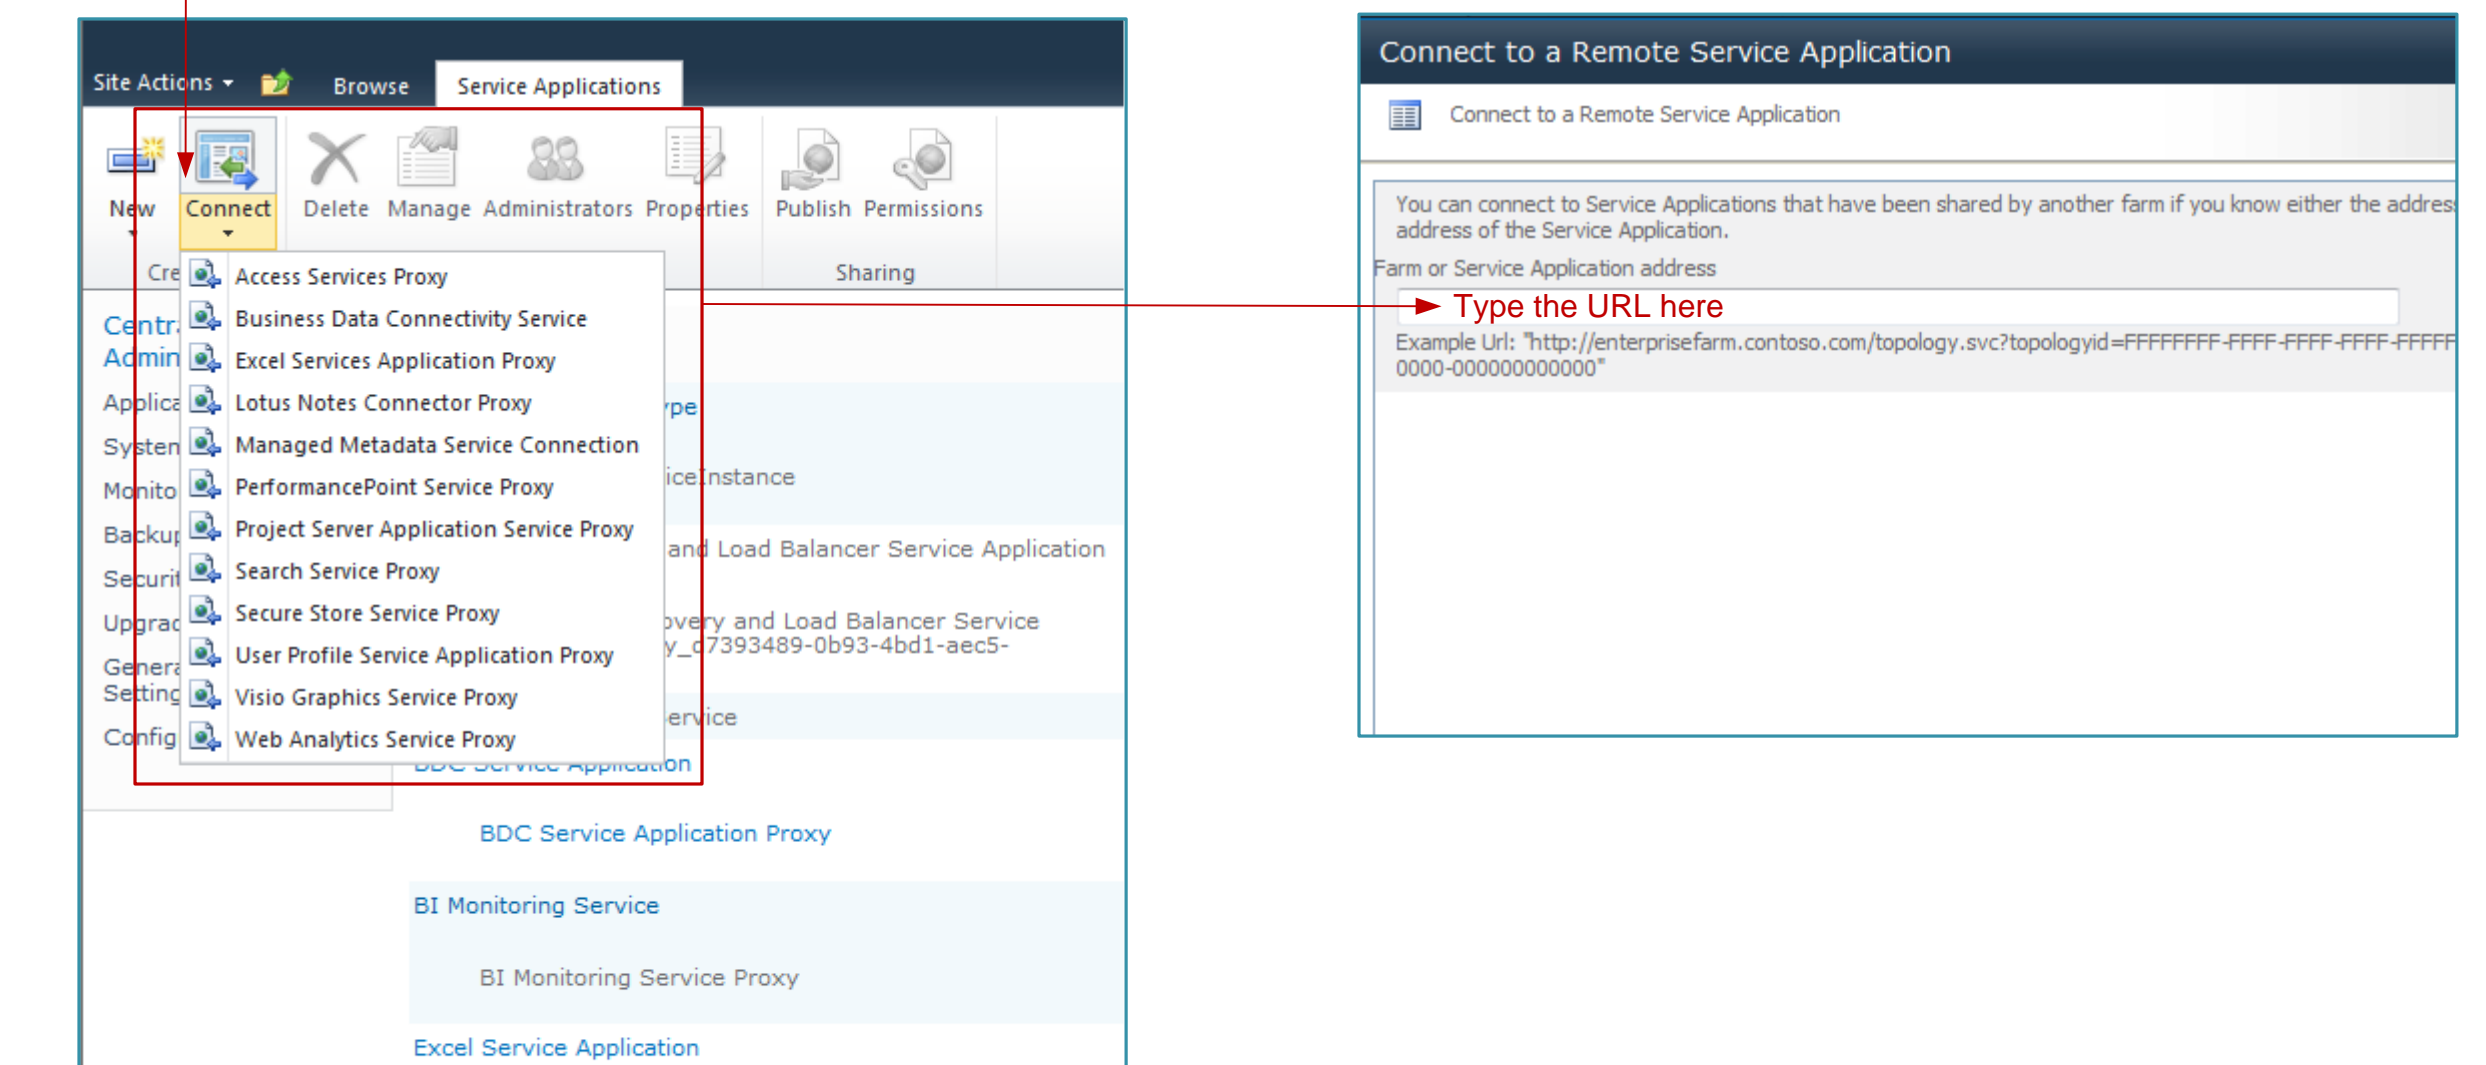 Site Actions
Browse
Service Applications
New
Connect
Delete
Manage
Administrators
Properties
Publish
Permissions
Sharing
Access Services Proxy
Business Data Connectivity Service
Excel Services Application Proxy
Lotus Notes Connector Proxy
Managed Metadata Service Connection
PerformancePoint Service Proxy
Project Server Application Service Proxy
Search Service Proxy
Secure Store Service Proxy
User Profile Service Application Proxy
Visio Graphics Service Proxy
Web Analytics Service Proxy
and Load Balancer Service Application
and Load Balancer Service
BDC Service Application
BDC Service Application Proxy
BI Monitoring Service
BI Monitoring Service Proxy
Excel Service Application
Connect to a Remote Service Application
Connect to a Remote Service Application
You can connect to Service Applications that have been shared by another farm if you know either the
address of the Service Application.
Farm or Service Application address
Type the URL here
Example Url: "http://enterprisefarm.contoso.com/topology.svc?topologyid=FFFFFFFF-FFFF-FFFF-FFFF-FFFFF
0000-000000000000"